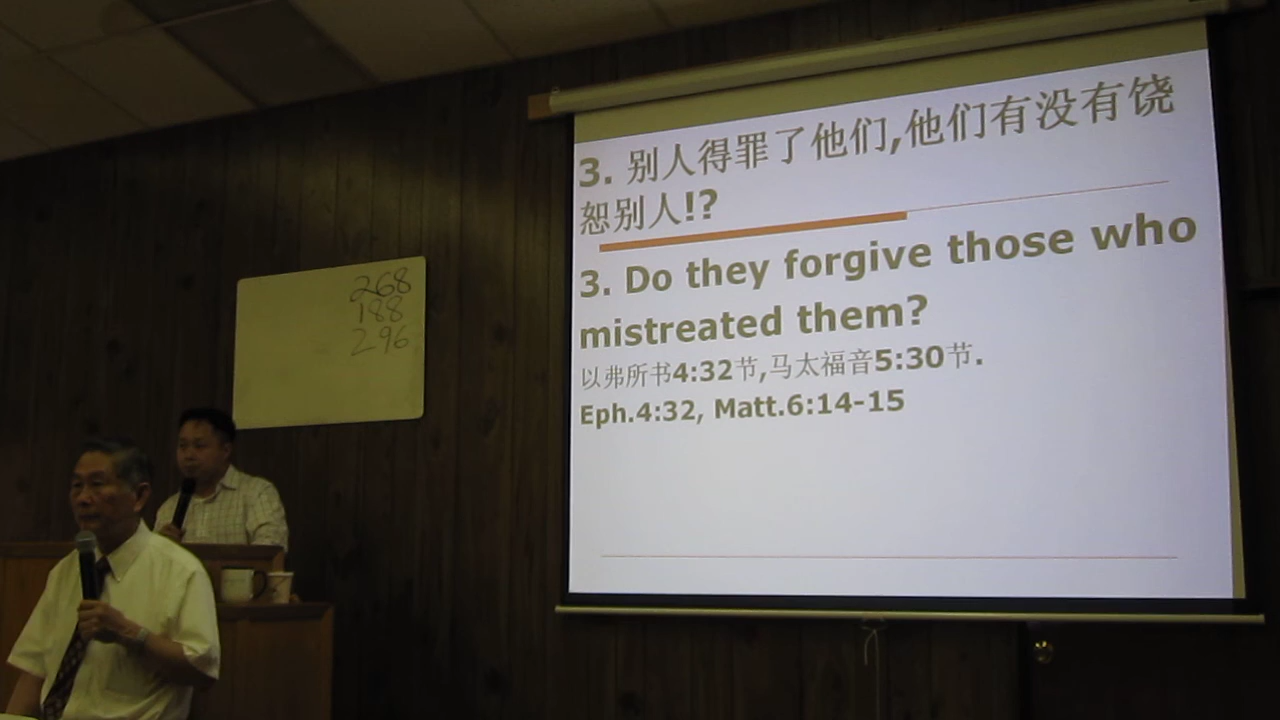 268
188
296
3. 别人得罪了他们,他们有没有饶
恕别人!?
3. Do they forgive those who
mistreated them?
以弗所书4:32节,马太福音5:30节.
Eph.4:32, Matt.6:14-15